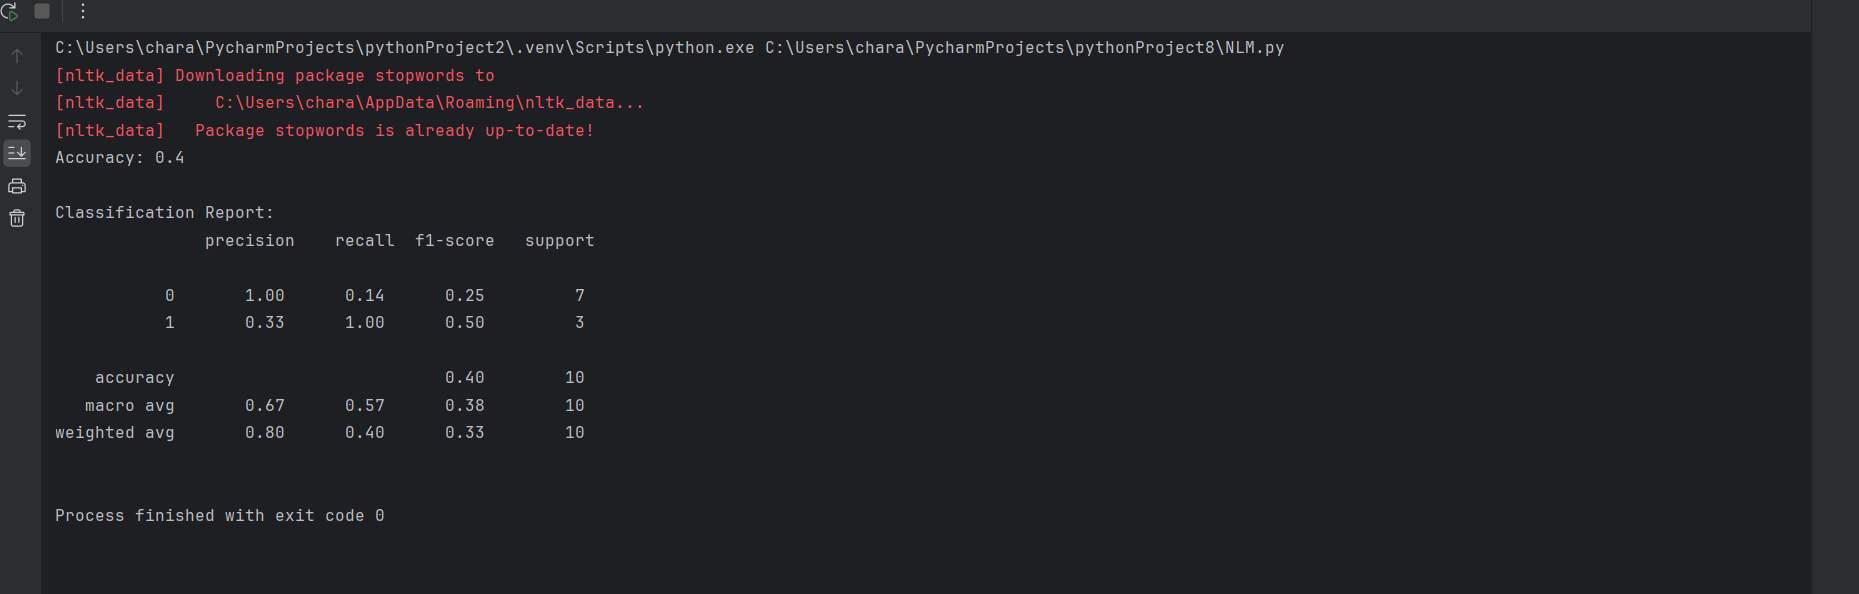 C:\Users\chara\PycharmProjects\pythonProject2\.venv\Scripts\python.exe C:\Users\chara\PycharmProjects\pythonProject8\NLM.py
[nltk_data] Downloading package stopwords to
[nltk_data]     C:\Users\chara\AppData\Roaming\nltk_data...
[nltk_data]   Package stopwords is already up-to-date!
Accuracy: 0.4
Classification Report:
               precision    recall  f1-score   support
           0       1.00      0.14      0.25         7
           1       0.33      1.00      0.50         3
    accuracy                           0.40        10
   macro avg       0.67      0.57      0.38        10
weighted avg       0.80      0.40      0.33        10
Process finished with exit code 0